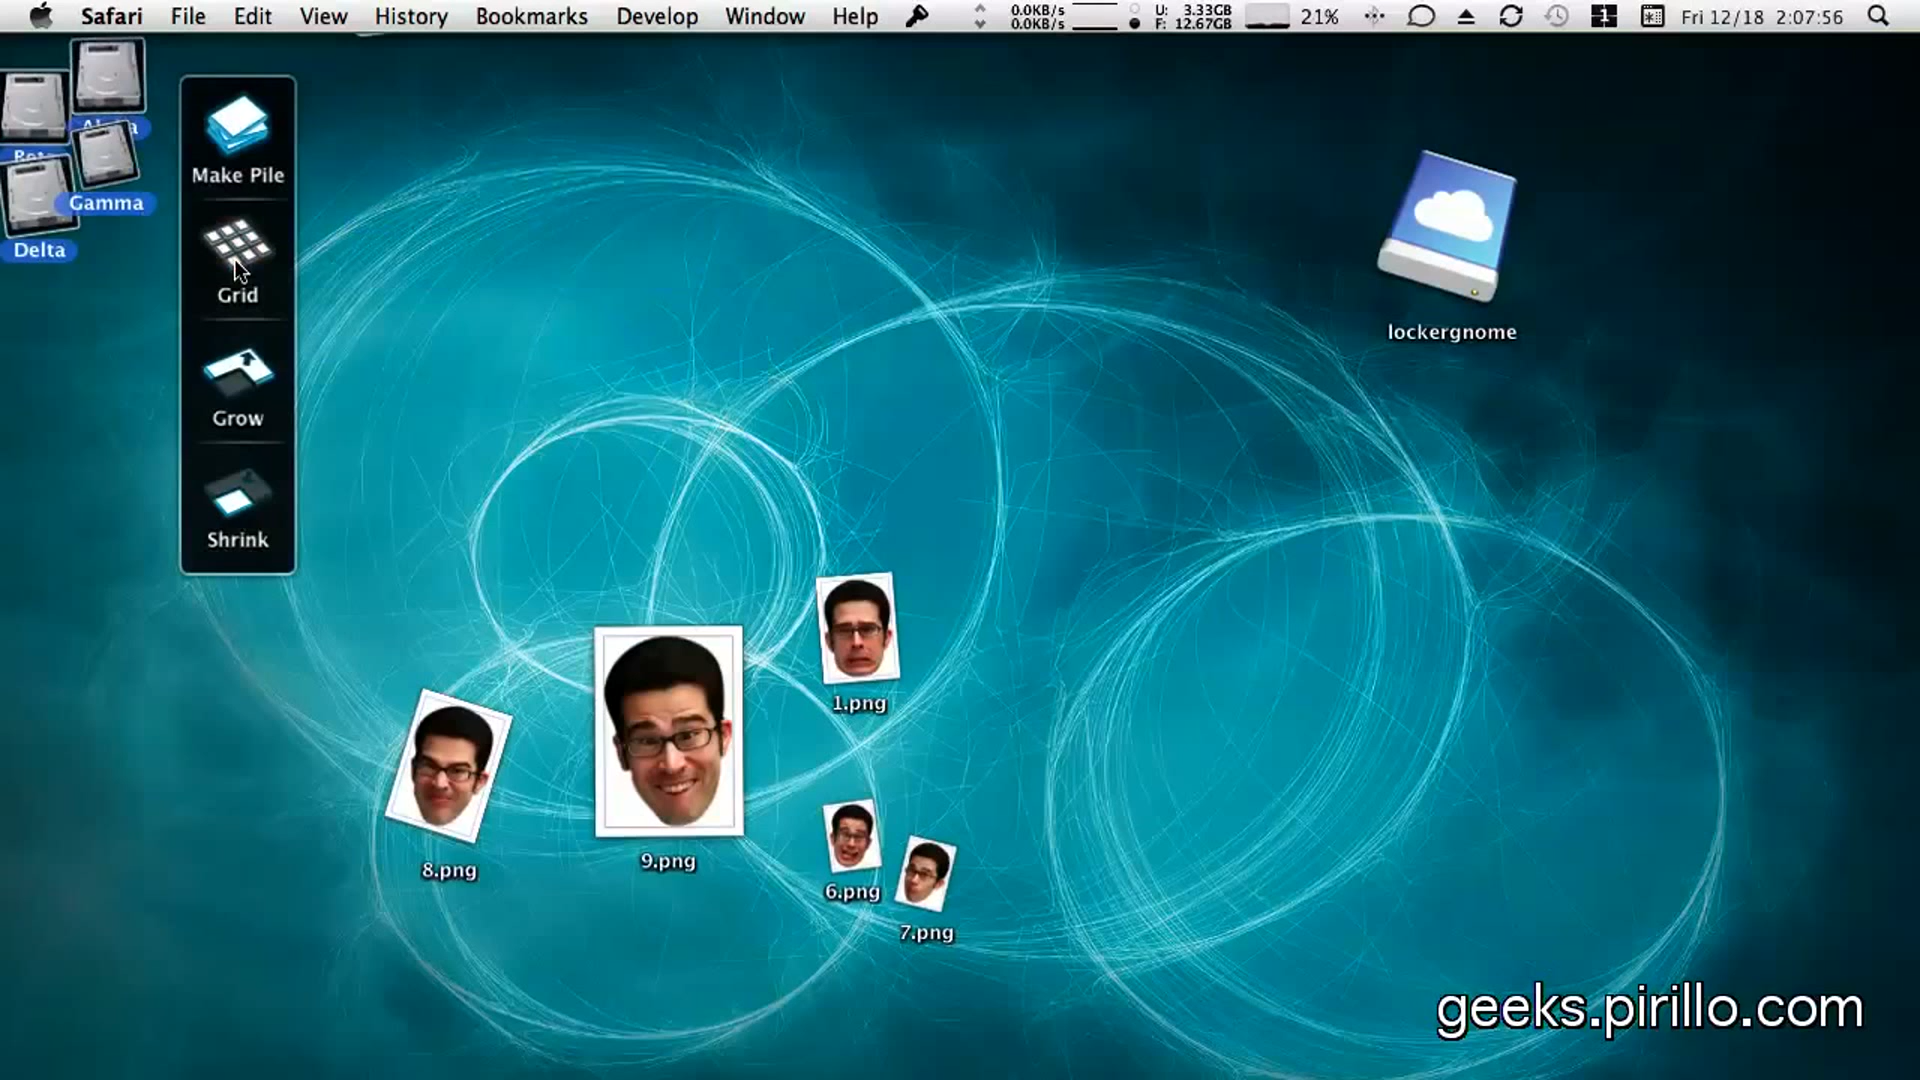 Safari File Edit View History Bookmarks Develop Window Help 0.0KB/s 0.0KB/s U: 3.33GB F: 12.67GB 21% 1 Fri 12/18 2:07:56
Gamma
Delta
Make Pile
Grid
Grow
Shrink
lockergnome
1.png
8.png
9.png
6.png
7.png
geeks.pirillo.com